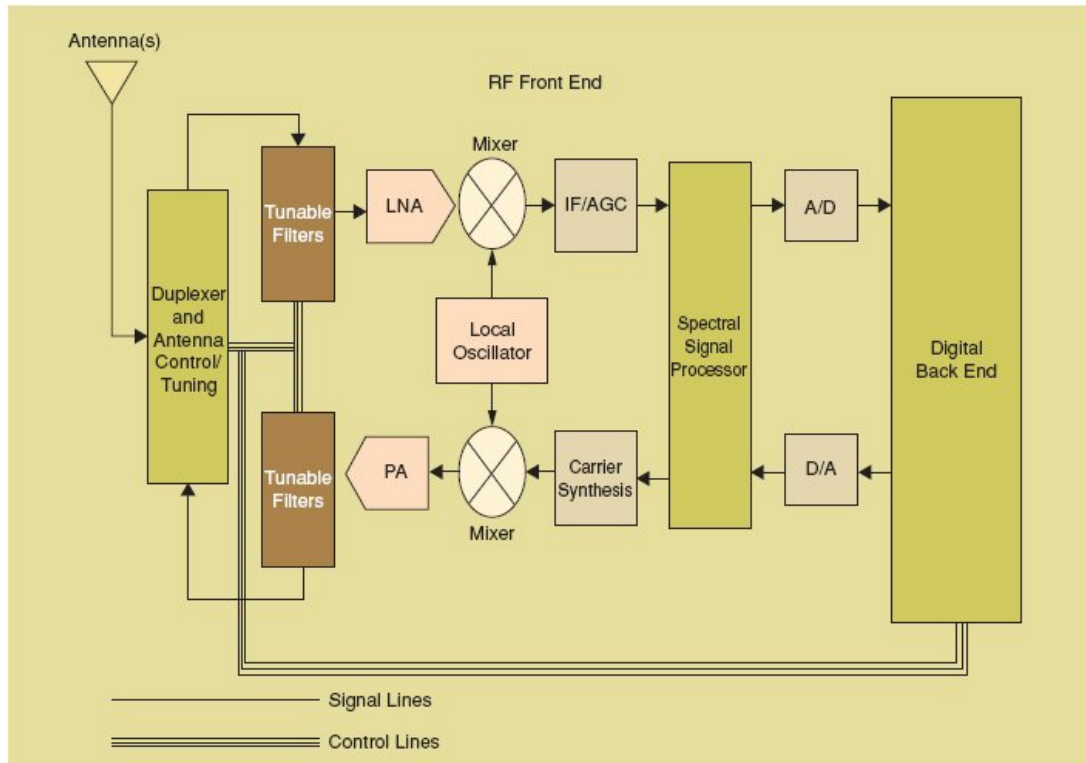 Antenna(s)
RF Front End
Mixer
Tunable
Filters
LNA
IF/AGC
A/D
Duplexer
and
Antenna
Control/
Tuning
Local
Oscillator
Spectral
Signal
Processor
Digital
Back End
Tunable
Filters
PA
Mixer
Carrier
Synthesis
D/A
Signal Lines
Control Lines